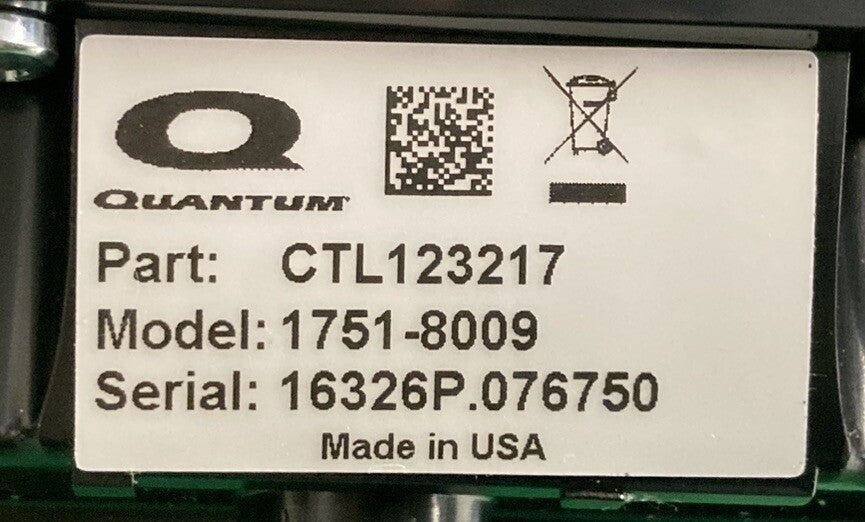 QUANTUM
Part: CTL123217
Model: 1751-8009
Serial: 16326P.076750
Made in USA